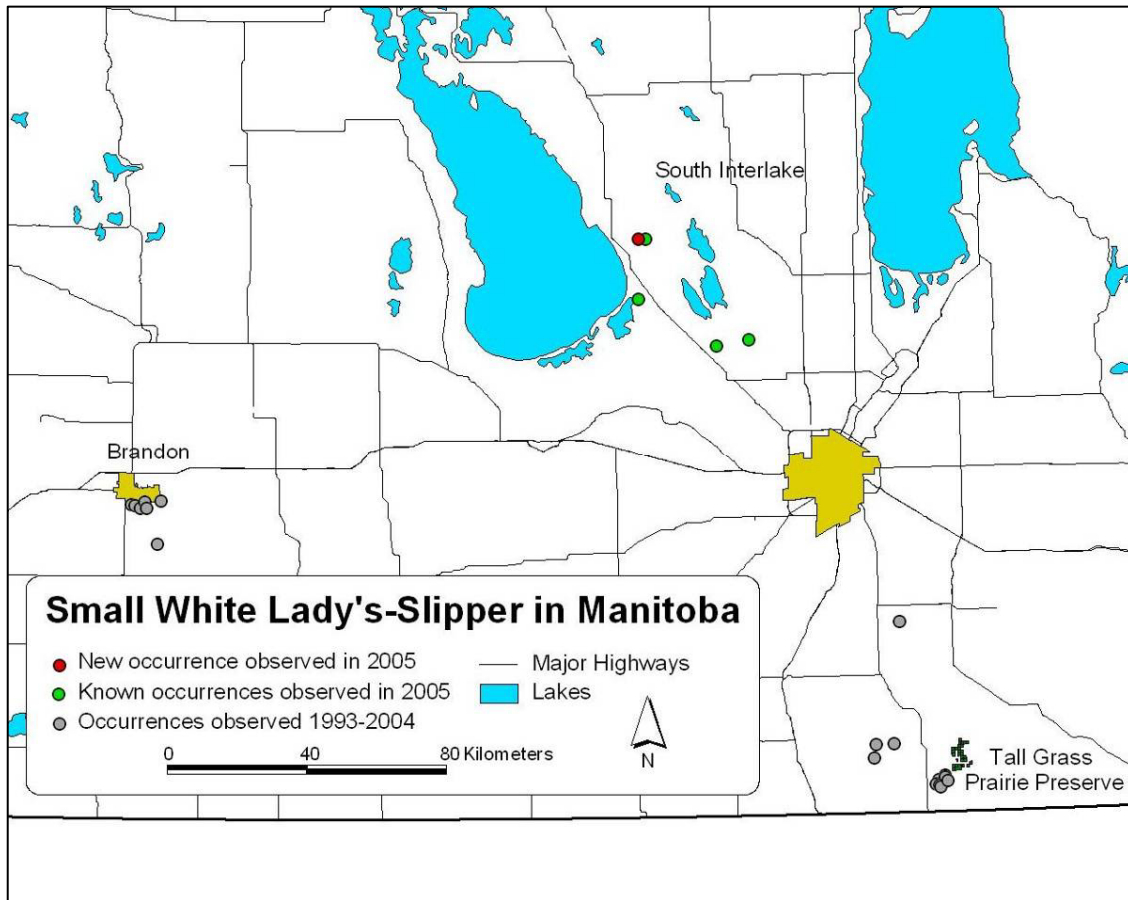 South Interlake
Brandon
Small White Lady's-Slipper in Manitoba
New occurrence observed in 2005
Known occurrences observed in 2005
Occurrences observed 1993-2004
Major Highways
Lakes
0 40 80 Kilometers
N
Tall Grass
Prairie Preserve